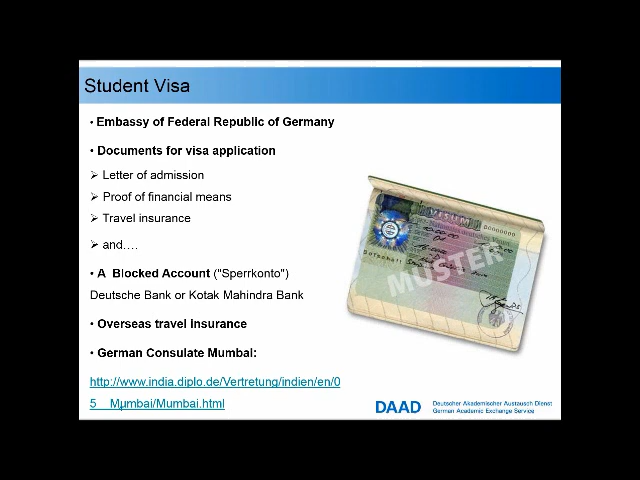 Student Visa
• Embassy of Federal Republic of Germany
• Documents for visa application
➢ Letter of admission
➢ Proof of financial means
➢ Travel insurance
➢ and….
• A Blocked Account ("Sperrkonto")
Deutsche Bank or Kotak Mahindra Bank
• Overseas travel Insurance
• German Consulate Mumbai:
http://www.india.diplo.de/Vertretung/indien/en/0
5__Mumbai/Mumbai.html
VISUM
MUSTER
DAAD
Deutscher Akademischer Austausch Dienst
German Academic Exchange Service